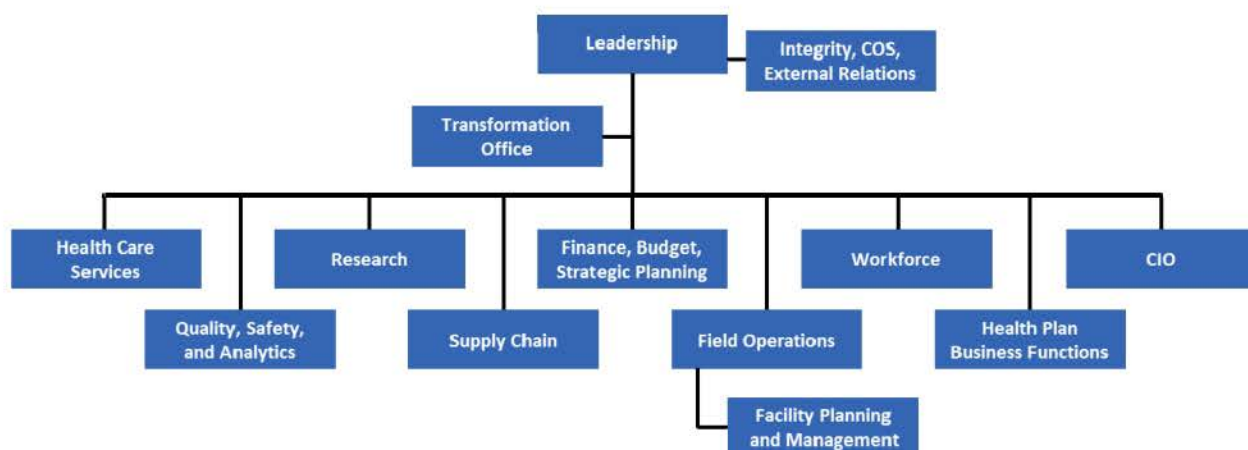 Leadership
Integrity, COS,
External Relations
Transformation
Office
Health Care
Services
Research
Finance, Budget,
Strategic Planning
Workforce
CIO
Quality, Safety,
and Analytics
Supply Chain
Field Operations
Health Plan
Business Functions
Facility Planning
and Management